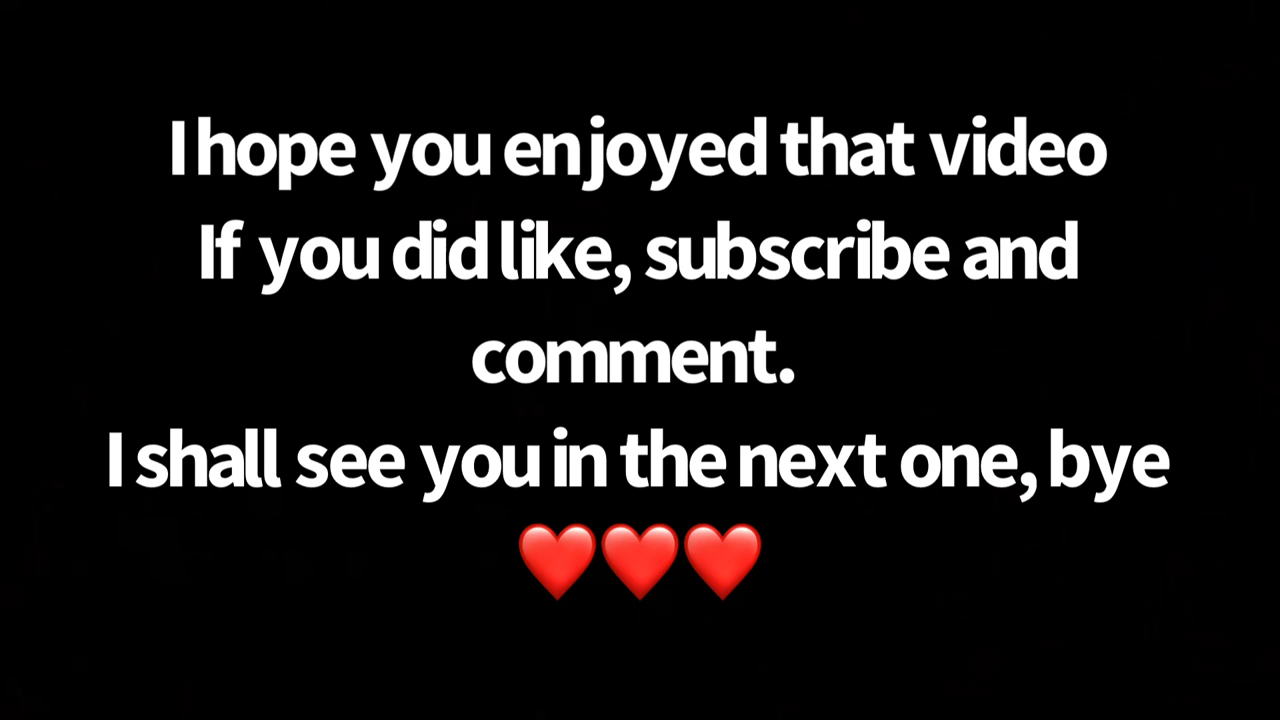 I hope you enjoyed that video
If you did like, subscribe and
comment.
I shall see you in the next one, bye
❤️❤️❤️